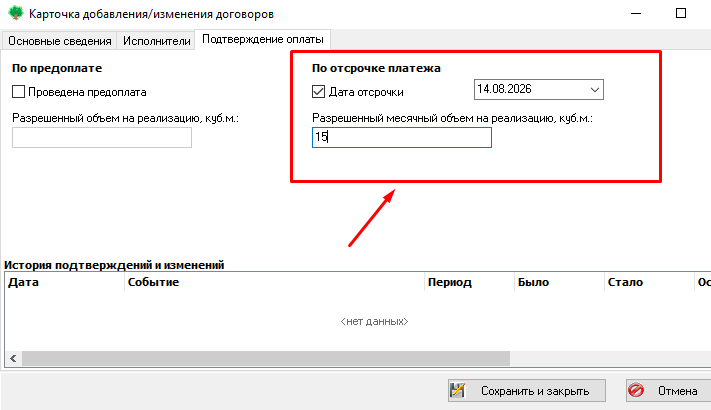 Карточка добавления/изменения договоров
Основные сведения Исполнители Подтверждение оплаты
По предоплате
Проведена предоплата
Разрешенный объем на реализацию, куб.м.:
По отсрочке платежа
Дата отсрочки 14.08.2026
Разрешенный месячный объем на реализацию, куб.м.:
15
История подтверждений и изменений
Дата Событие Период Было Стало Ос
<нет данных>
Сохранить и закрыть Отмена